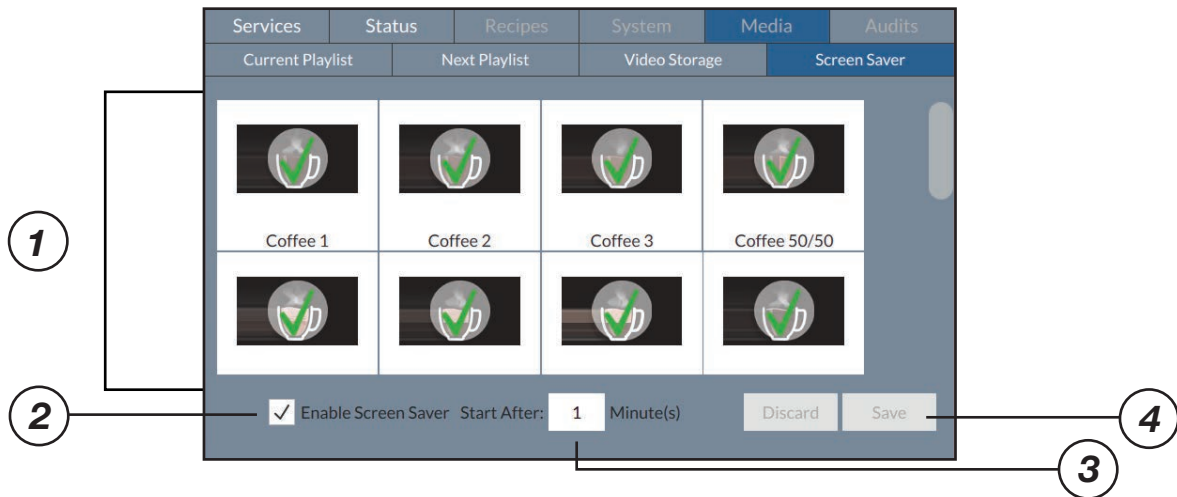 Services Status Recipes System Media Audits
Current Playlist Next Playlist Video Storage Screen Saver
Coffee 1 Coffee 2 Coffee 3 Coffee 50/50
1
2 Enable Screen Saver Start After: 1 Minute(s) Discard Save 4
3